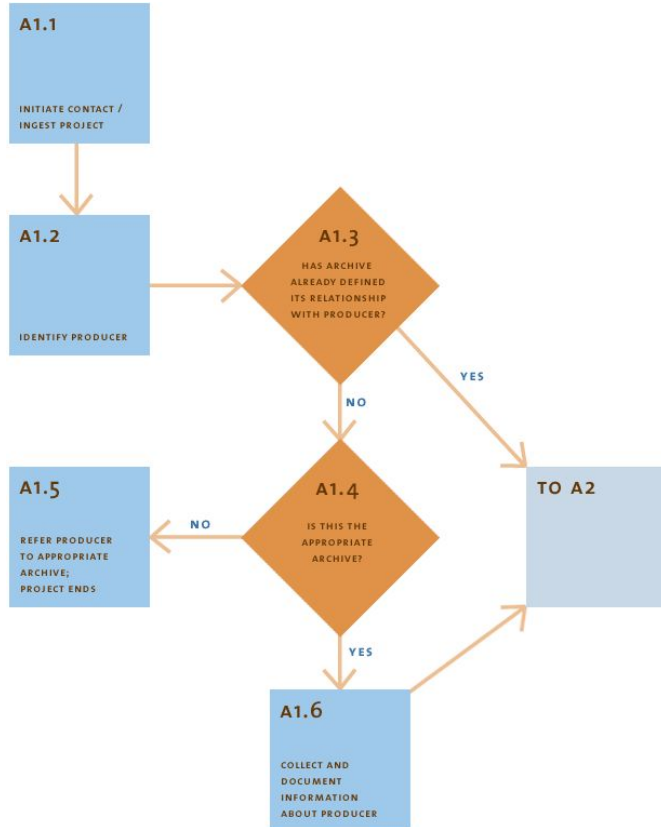 A1.1
INITIATE CONTACT /
INGEST PROJECT
A1.2
IDENTIFY PRODUCER
A1.3
HAS ARCHIVE
ALREADY DEFINED
ITS RELATIONSHIP
WITH PRODUCER?
YES
NO
A1.4
IS THIS THE
APPROPRIATE
ARCHIVE?
NO
A1.5
REFER PRODUCER
TO APPROPRIATE
ARCHIVE;
PROJECT ENDS
TO A2
YES
A1.6
COLLECT AND
DOCUMENT
INFORMATION
ABOUT PRODUCER